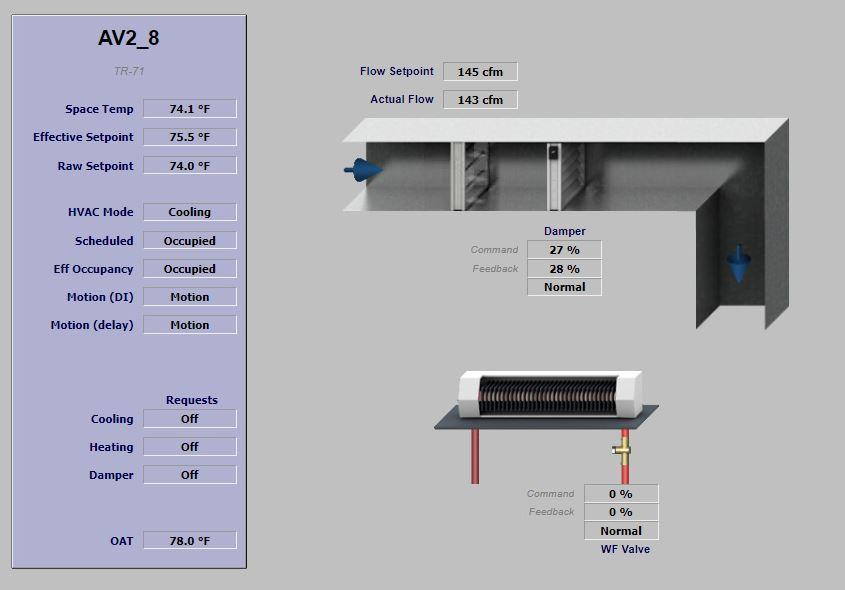 AV2_8
TR-71
Space Temp 74.1 °F
Effective Setpoint 75.5 °F
Raw Setpoint 74.0 °F
HVAC Mode Cooling
Scheduled Occupied
Eff Occupancy Occupied
Motion (DI) Motion
Motion (delay) Motion
Requests
Cooling Off
Heating Off
Damper Off
OAT 78.0 °F
Flow Setpoint 145 cfm
Actual Flow 143 cfm
Damper
Command 27 %
Feedback 28 %
Normal
Command 0 %
Feedback 0 %
Normal
WF Valve